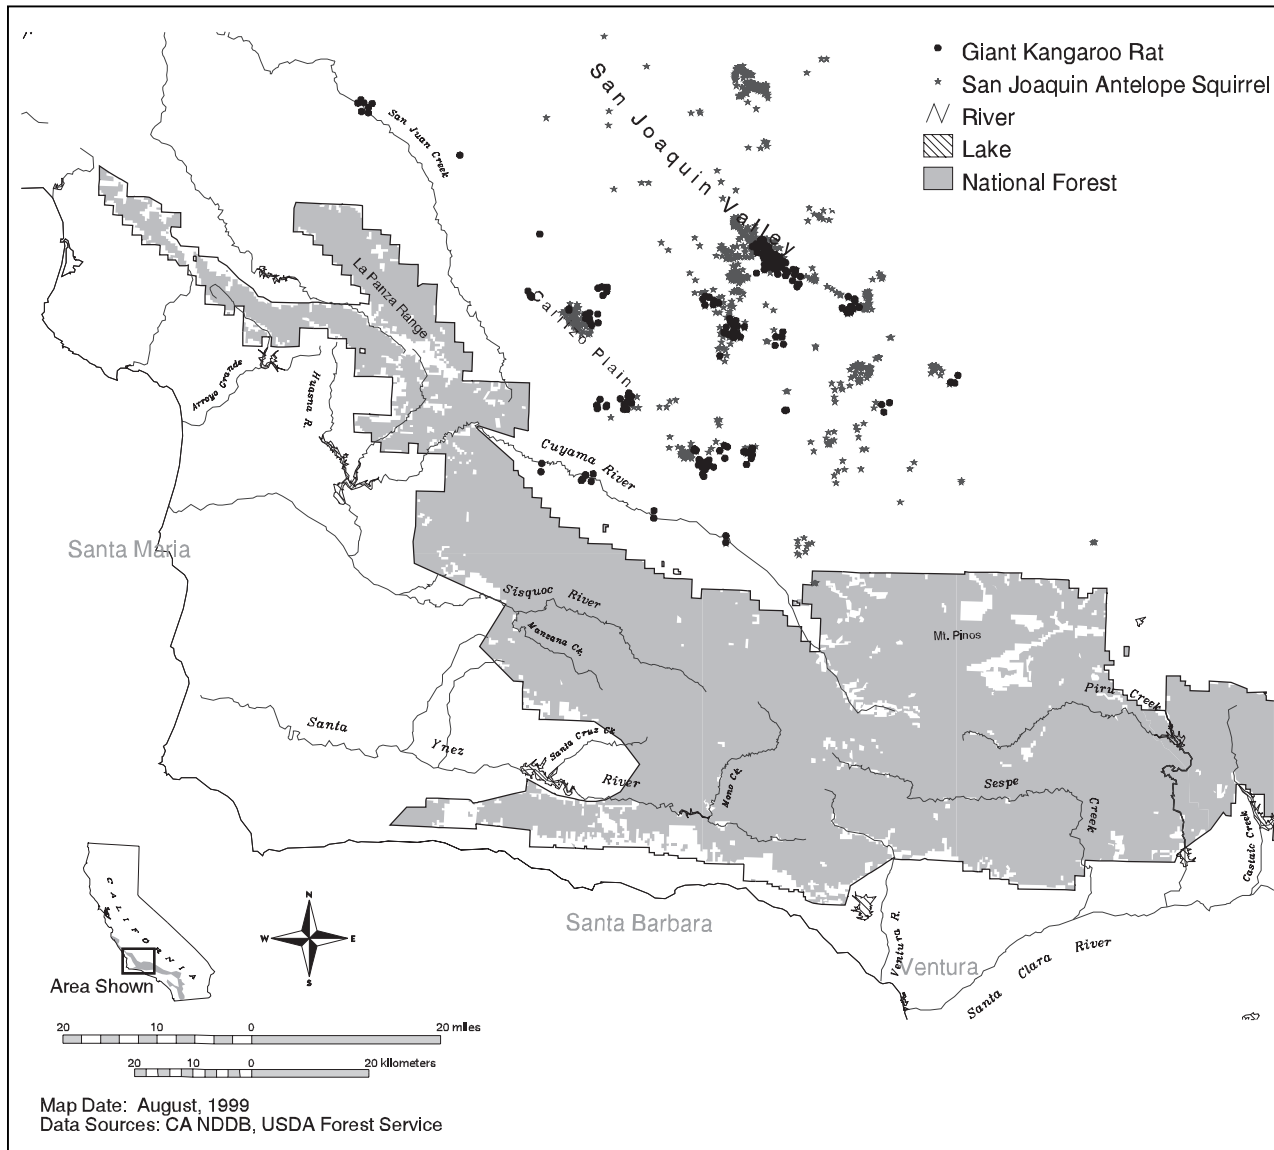 Giant Kangaroo Rat
San Joaquin Antelope Squirrel
River
Lake
National Forest
San Joaquin Valley
San Juan Creek
La Panza Range
Carrizo Plain
Arroyo Grande
Huasna R.
Cuyama River
Santa Maria
Sisquoc River
Manzana Ck.
Mt. Pinos
Piru Creek
Santa Ynez River
Santa Cruz Ck
Mono Ck
Sespe Creek
Castaic Creek
Santa Barbara
Ventura R.
Ventura
Santa Clara River
CALIFORNIA
Area Shown
N
W E
S
20 10 0 20 miles
20 10 0 20 kilometers
Map Date: August, 1999
Data Sources: CA NDDB, USDA Forest Service